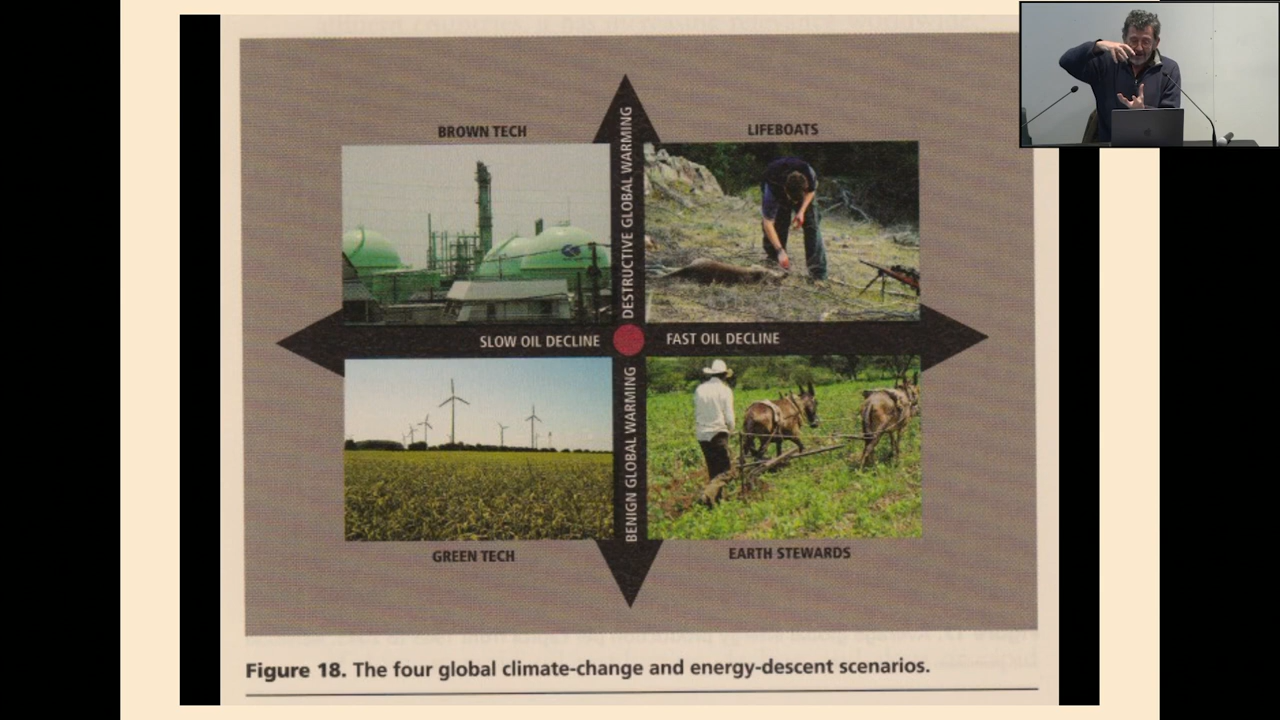 BROWN TECH
LIFEBOATS
DESTRUCTIVE GLOBAL WARMING
SLOW OIL DECLINE
FAST OIL DECLINE
BENIGN GLOBAL WARMING
GREEN TECH
EARTH STEWARDS
Figure 18. The four global climate-change and energy-descent scenarios.